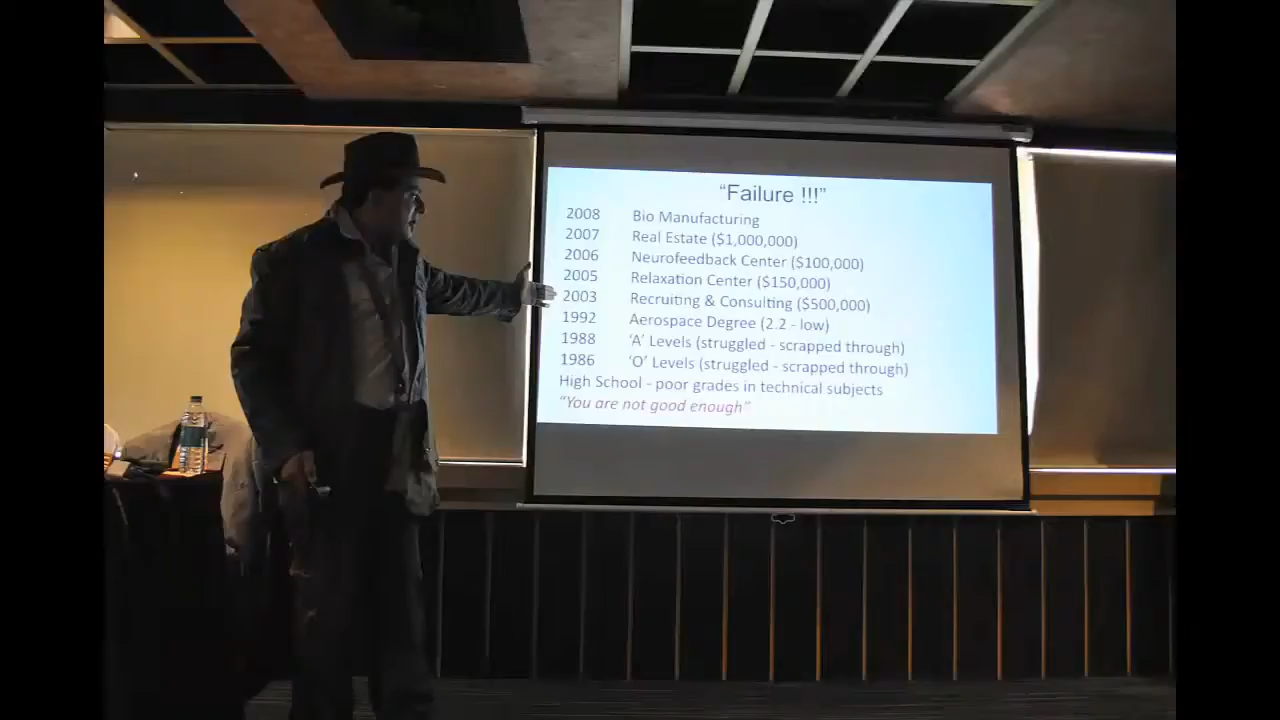 “Failure !!!”
2008 Bio Manufacturing
2007 Real Estate ($1,000,000)
2006 Neurofeedback Center ($100,000)
2005 Relaxation Center ($150,000)
2003 Recruiting & Consulting ($500,000)
1992 Aerospace Degree (2.2 - low)
1988 ‘A’ Levels (struggled - scrapped through)
1986 ‘O’ Levels (struggled - scrapped through)
High School - poor grades in technical subjects
“You are not good enough”